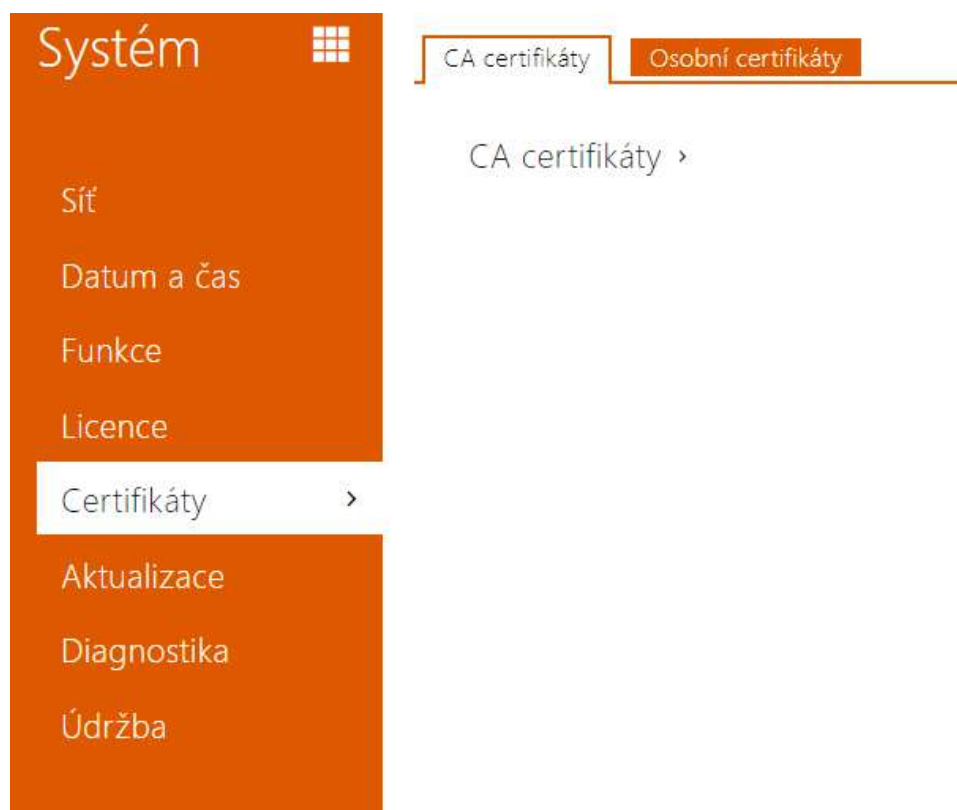 Systém
Síť
Datum a čas
Funkce
Licence
Certifikáty
Aktualizace
Diagnostika
Údržba
CA certifikáty
Osobní certifikáty
CA certifikáty